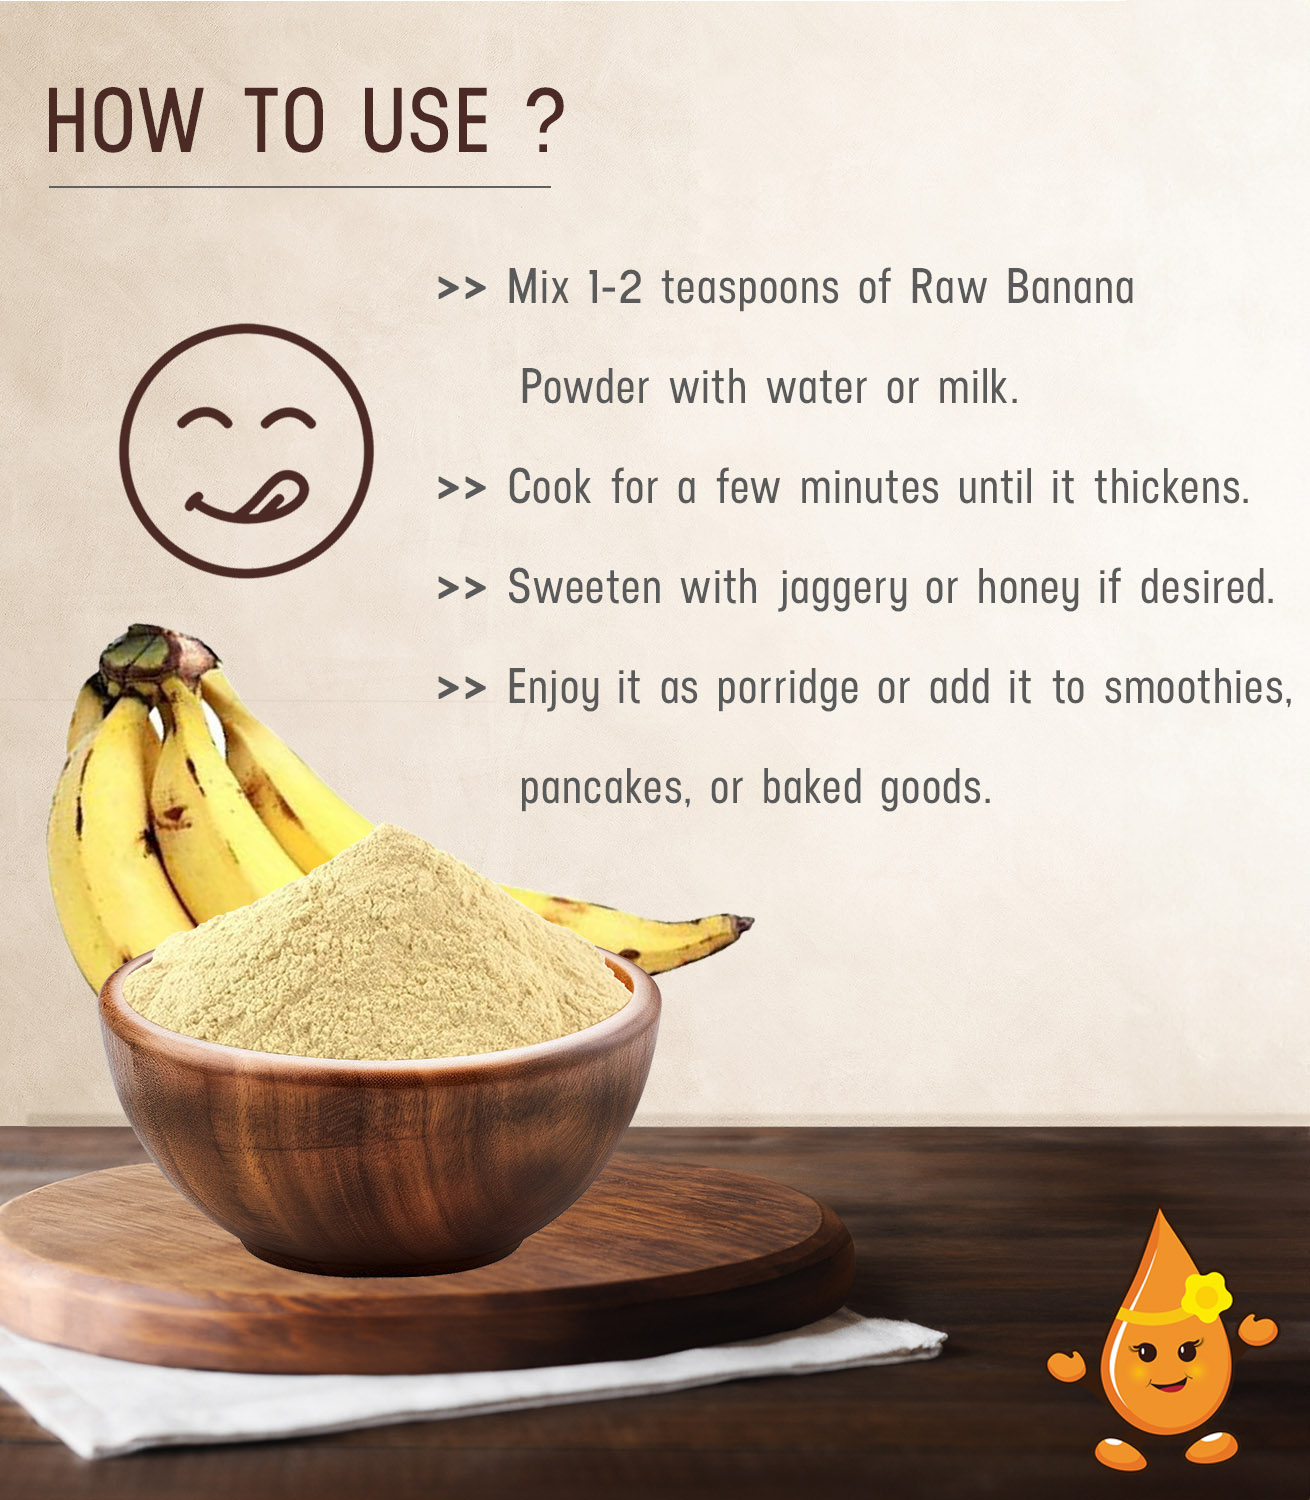 HOW TO USE ?
>> Mix 1-2 teaspoons of Raw Banana
Powder with water or milk.
>> Cook for a few minutes until it thickens.
>> Sweeten with jaggery or honey if desired.
>> Enjoy it as porridge or add it to smoothies,
pancakes, or baked goods.